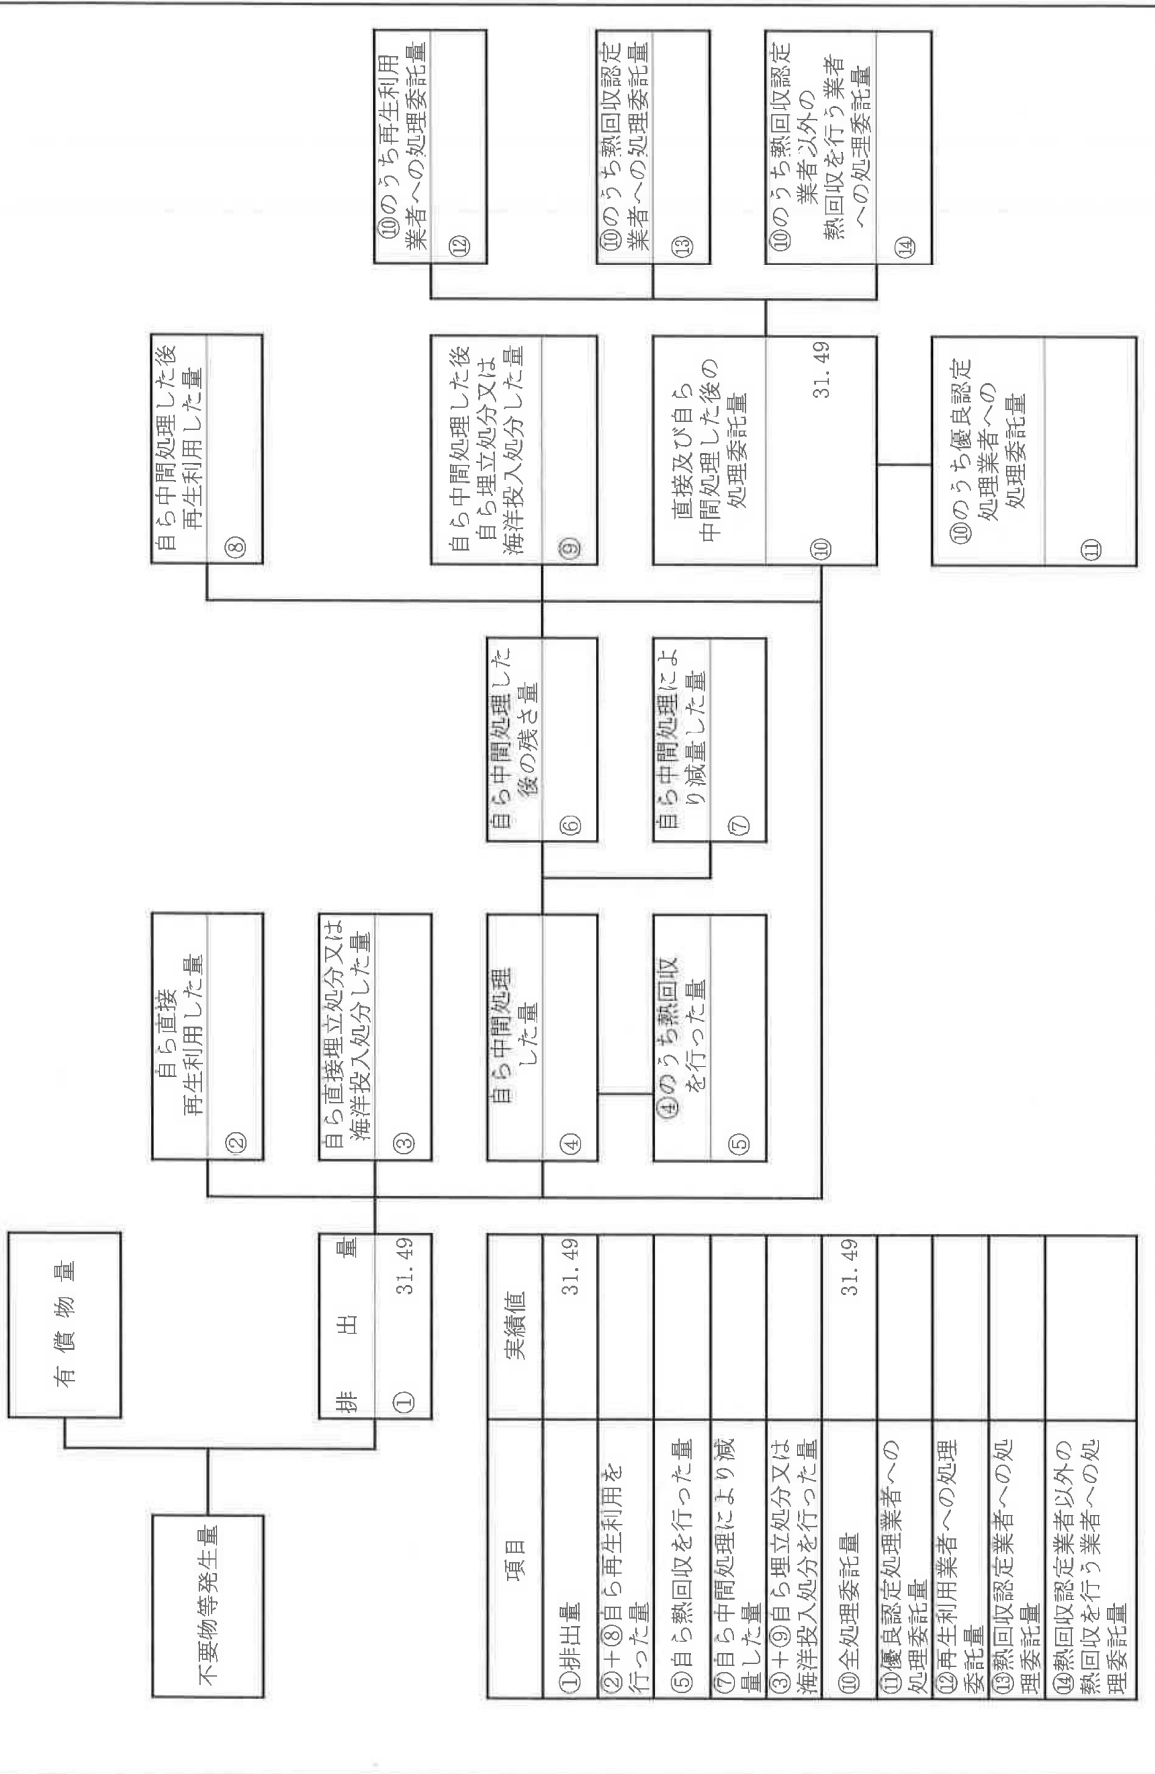 有償物量
不要物等発生量
排出量
① 31.49
自ら直接
再生利用した量
②
自ら直接埋立処分又は
海洋投入処分した量
③
自ら中間処理
した量
④
④のうち熱回収
を行った量
⑤
自ら中間処理した
後の残さ量
⑥
自ら中間処理によ
り減量した量
⑦
自ら中間処理した後
再生利用した量
⑧
自ら中間処理した後
自ら埋立処分又は
海洋投入処分した量
⑨
直接及び自ら
中間処理した後の
処理委託量
⑩ 31.49
⑩のうち優良認定
処理業者への
処理委託量
⑪
⑩のうち再生利用
業者への処理委託量
⑫
⑩のうち熱回収認定
業者への処理委託量
⑬
⑩のうち熱回収認定
業者以外の
熱回収を行う業者
への処理委託量
⑭
項目 実績値
①排出量 31.49
②+⑧自ら再生利用を
行った量
⑤自ら熱回収を行った量
⑦自ら中間処理により減
量した量
③+⑨自ら埋立処分又は
海洋投入処分を行った量
⑩全処理委託量 31.49
⑪優良認定処理業者への
処理委託量
⑫再生利用業者への処理
委託量
⑬熱回収認定業者への処
理委託量
⑭熱回収認定業者以外の
熱回収を行う業者への処
理委託量